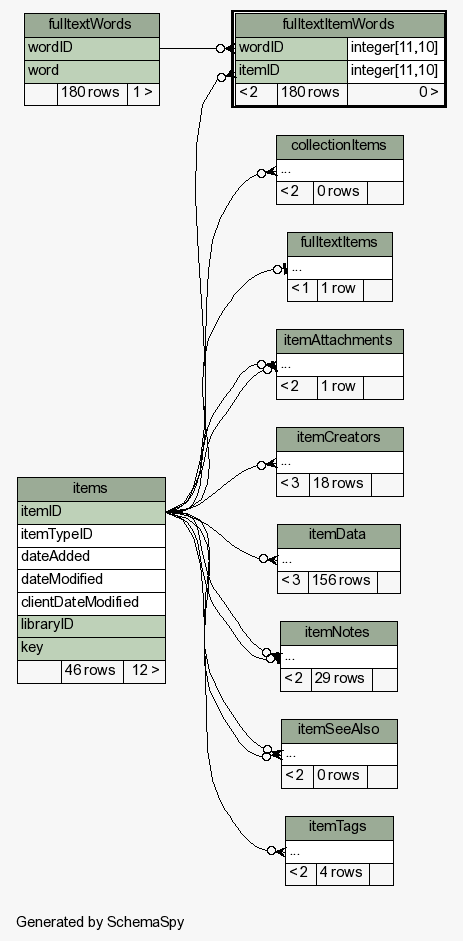 fulltextWords
wordID
word
180 rows 1 >
fulltextItemWords
wordID integer[11,10]
itemID integer[11,10]
< 2 180 rows 0 >
collectionItems
...
< 2 0 rows
fulltextItems
...
< 1 1 row
itemAttachments
...
< 2 1 row
itemCreators
...
< 3 18 rows
items
itemID
itemTypeID
dateAdded
dateModified
clientDateModified
libraryID
key
46 rows 12 >
itemData
...
< 3 156 rows
itemNotes
...
< 2 29 rows
itemSeeAlso
...
< 2 0 rows
itemTags
...
< 2 4 rows
Generated by SchemaSpy